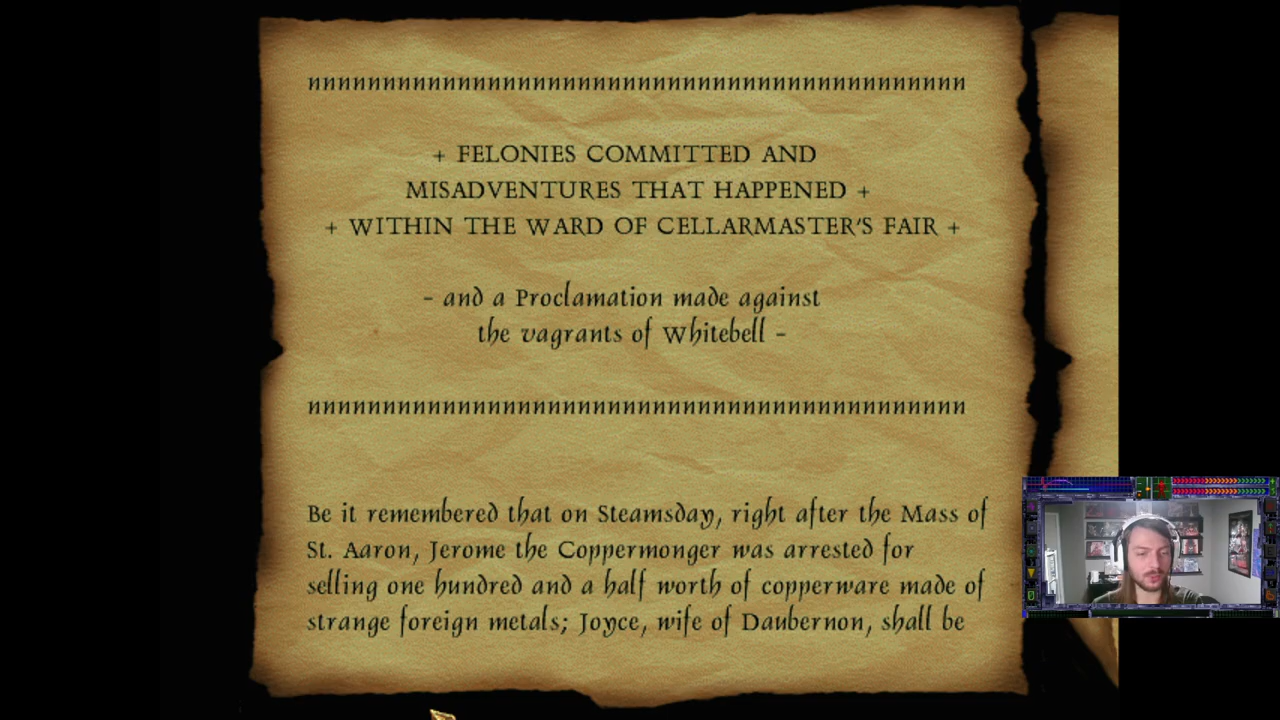 nnnnnnnnnnnnnnnnnnnnnnnnnnnnnnnnnnnnnnnnnnnn
+ FELONIES COMMITTED AND
MISADVENTURES THAT HAPPENED +
+ WITHIN THE WARD OF CELLARMASTER'S FAIR +
- and a Proclamation made against
the vagrants of Whitebell -
nnnnnnnnnnnnnnnnnnnnnnnnnnnnnnnnnnnnnnnnnnnn
Be it remembered that on Steamsday, right after the Mass of
St. Aaron, Jerome the Coppermonger was arrested for
selling one hundred and a half worth of copperware made of
strange foreign metals; Joyce, wife of Daubernon, shall be